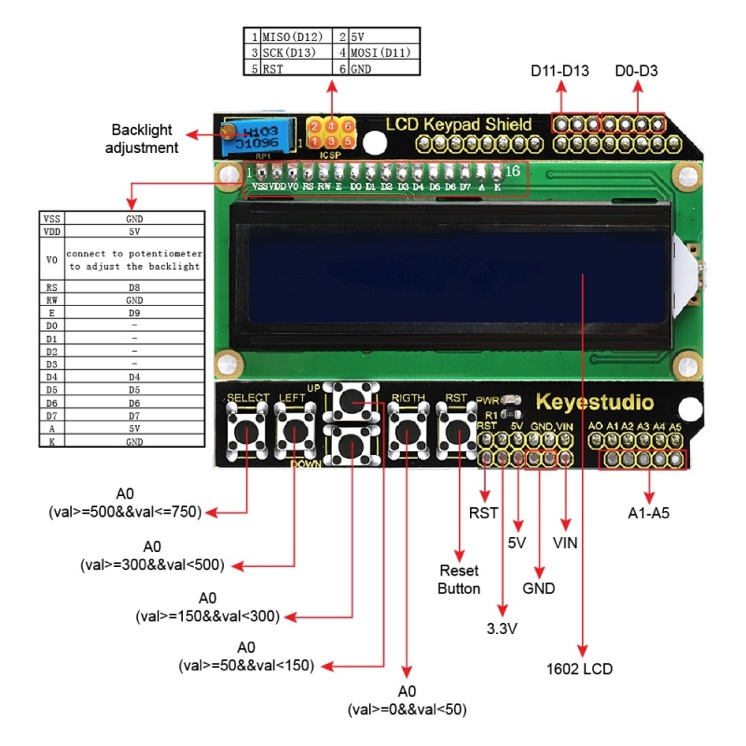 1 MISO(D12) 2 5V
3 SCK(D13) 4 MOSI(D11)
5 RST 6 GND
D11-D13
D0-D3
Backlight
adjustment
W103
31096
RP1
2 4 6
1 1 3 5
ICSP
LCD Keypad Shield
1 16
VSS VDD V0 RS RW E D0 D1 D2 D3 D4 D5 D6 D7 A K
VSS GND
VDD 5V
V0 connect to potentiometer
to adjust the backlight
RS D8
RW GND
E D9
D0 -
D1 -
D2 -
D3 -
D4 D4
D5 D5
D6 D6
D7 D7
A 5V
K GND
SELECT LEFT UP RIGTH RST PWR
R1
DOWN
Keyestudio
RST 5V GND VIN
A0 A1 A2 A3 A4 A5
A0
(val>=500&&val<=750)
A0
(val>=300&&val<500)
A0
(val>=150&&val<300)
A0
(val>=50&&val<150)
A0
(val>=0&&val<50)
Reset
Button
RST
3.3V
5V
GND
VIN
A1-A5
1602 LCD